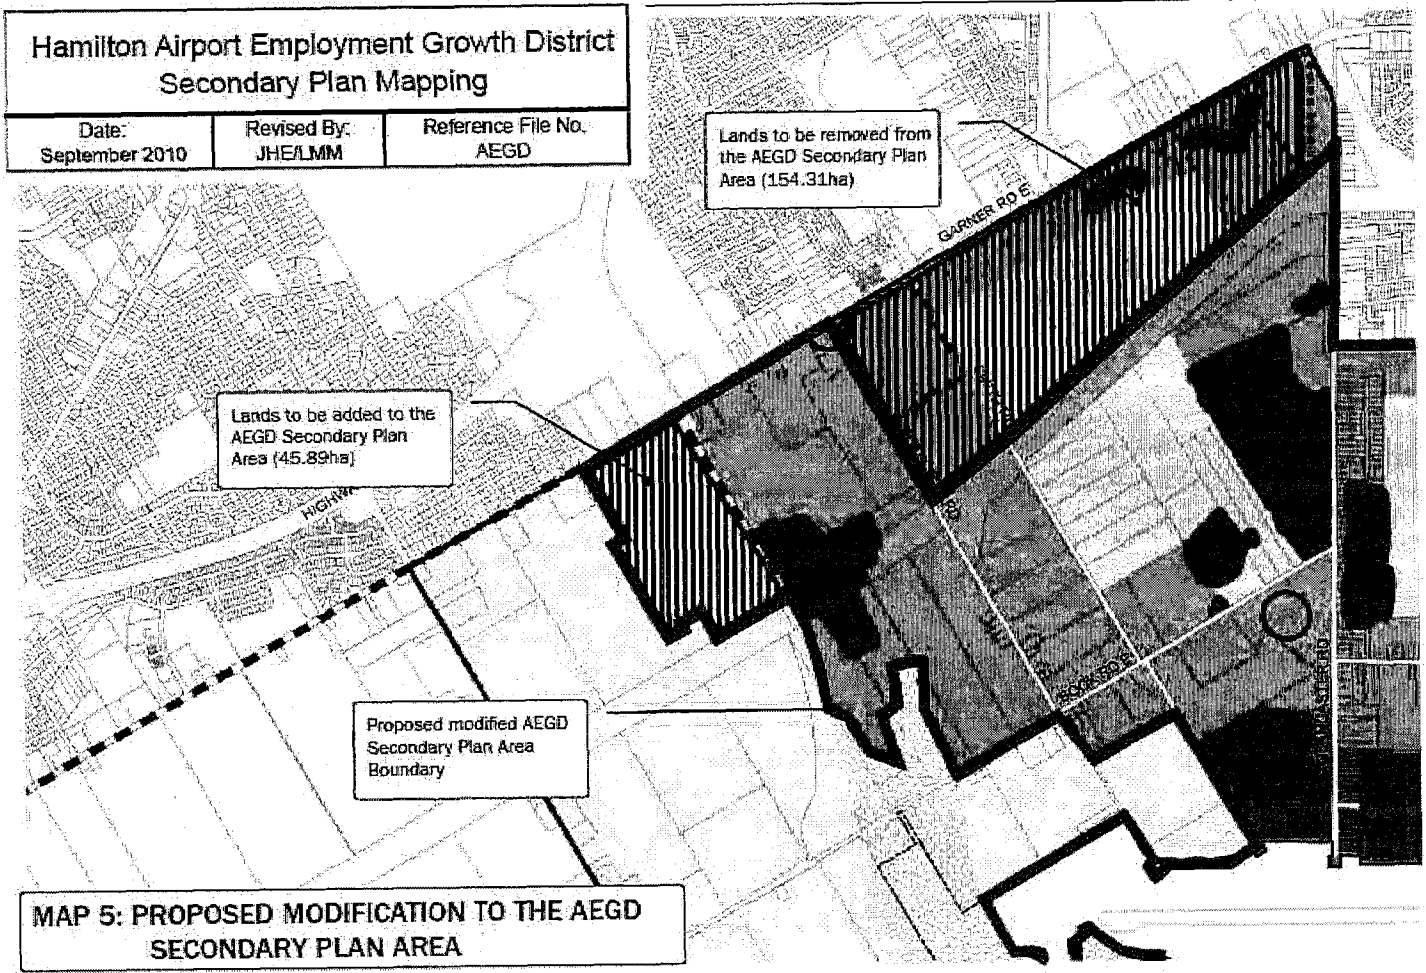 Hamilton Airport Employment Growth District
Secondary Plan Mapping
Date:
September 2010
Revised By:
JHE/LMM
Reference File No.
AEGD
Lands to be removed from
the AEGD Secondary Plan
Area (154.31ha)
GARNER RD E
Lands to be added to the
AEGD Secondary Plan
Area (45.89ha)
RD
BOOK RD E
Proposed modified AEGD
Secondary Plan Area
Boundary
MAP 5: PROPOSED MODIFICATION TO THE AEGD
SECONDARY PLAN AREA